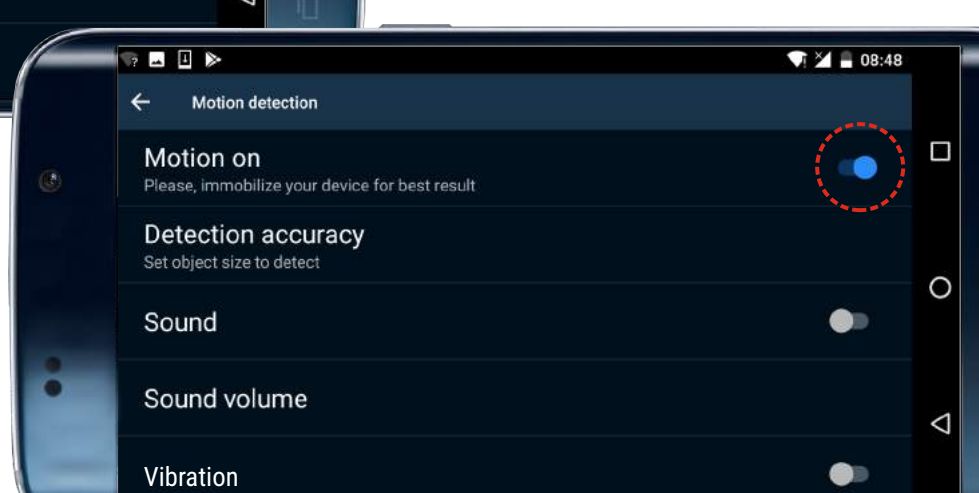 08:48
Motion detection
Motion on
Please, immobilize your device for best result
Detection accuracy
Set object size to detect
Sound
Sound volume
Vibration